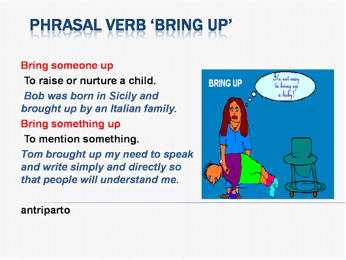 PHRASAL VERB ‘BRING UP’
Bring someone up
To raise or nurture a child.
Bob was born in Sicily and
brought up by an Italian family.
Bring something up
To mention something.
Tom brought up my need to speak
and write simply and directly so
that people will understand me.
antriparto
BRING UP
It's not easy
to bring up
a baby!